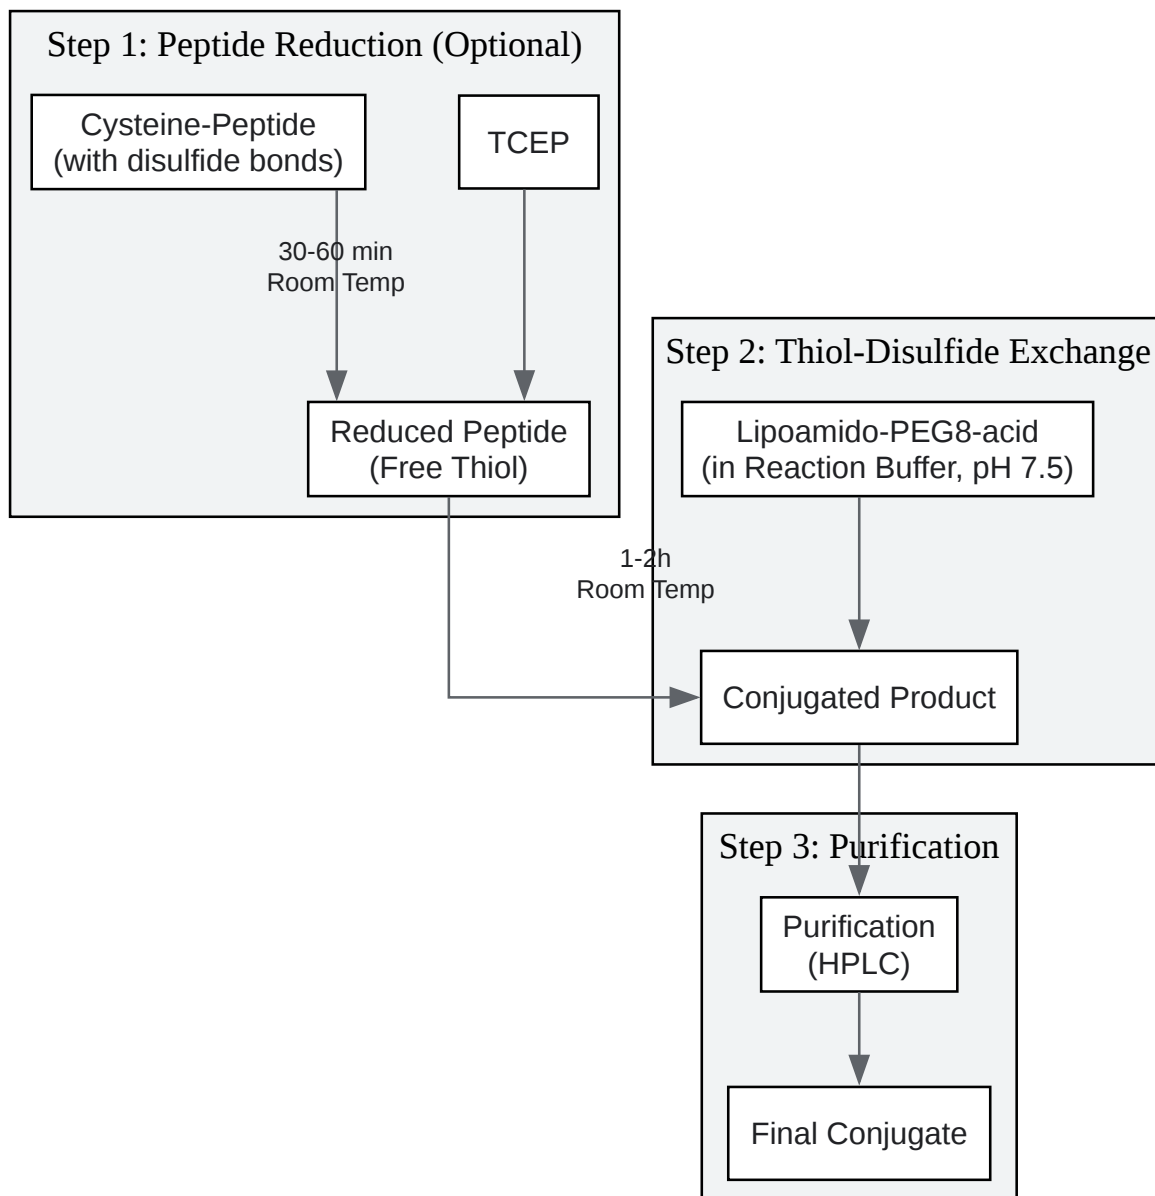 Step 1: Peptide Reduction (Optional)
Cysteine-Peptide
(with disulfide bonds)
TCEP
30-60 min
Room Temp
Reduced Peptide
(Free Thiol)
Step 2: Thiol-Disulfide Exchange
Lipoamido-PEG8-acid
(in Reaction Buffer, pH 7.5)
1-2h
Room Temp
Conjugated Product
Step 3: Purification
Purification
(HPLC)
Final Conjugate